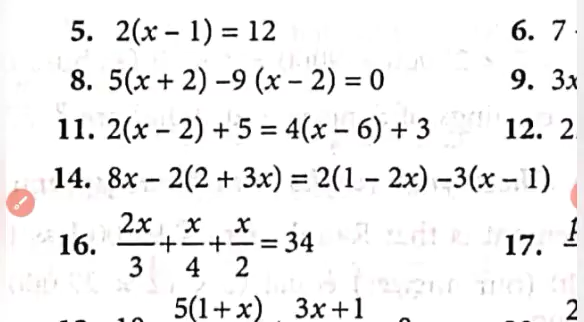 5. 2(x – 1) = 12 6. 7
8. 5(x + 2) –9 (x – 2) = 0 9. 3x
11. 2(x – 2) + 5 = 4(x – 6) + 3 12. 2
14. 8x – 2(2 + 3x) = 2(1 – 2x) –3(x – 1)
16. 2x/3 + x/4 + x/2 = 34 17.
5(1+x) 3x+1 2